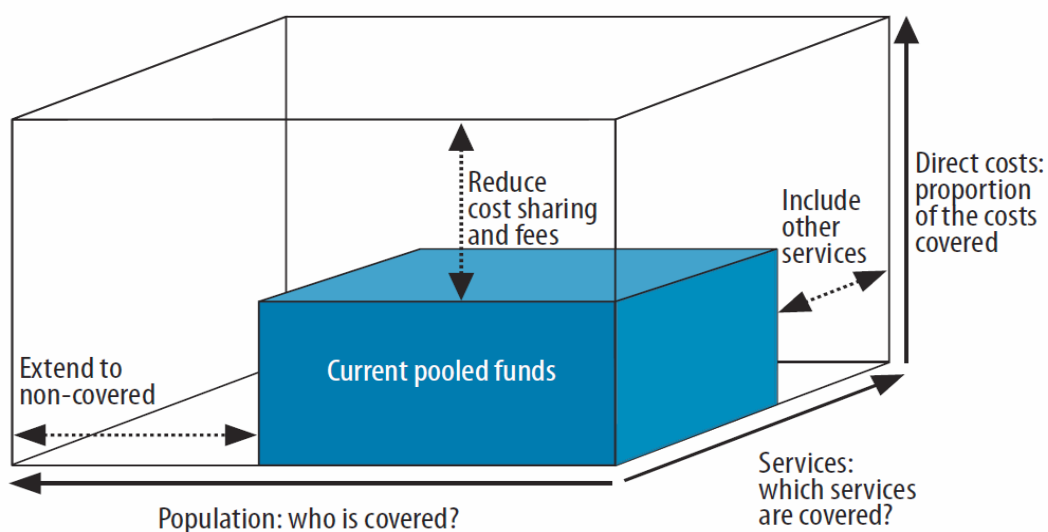 Reduce
cost sharing
and fees
Include
other
services
Direct costs:
proportion
of the costs
covered
Extend to
non-covered
Current pooled funds
Services:
which services
are covered?
Population: who is covered?